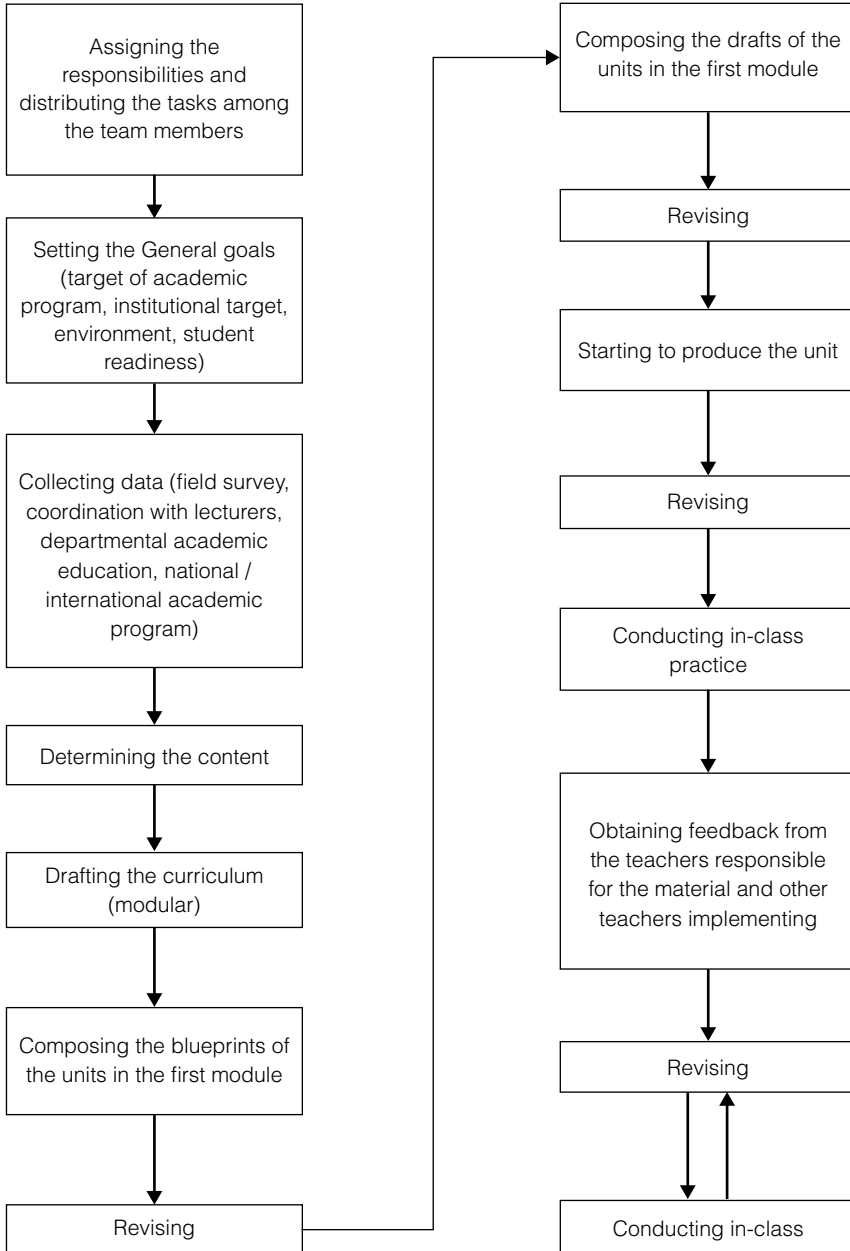 Assigning the
responsibilities and
distributing the tasks among
the team members
Setting the General goals
(target of academic
program, institutional target,
environment, student
readiness)
Collecting data (field survey,
coordination with lecturers,
departmental academic
education, national /
international academic
program)
Determining the content
Drafting the curriculum
(modular)
Composing the blueprints of
the units in the first module
Revising
Composing the drafts of the
units in the first module
Revising
Starting to produce the unit
Revising
Conducting in-class
practice
Obtaining feedback from
the teachers responsible
for the material and other
teachers implementing
Revising
Conducting in-class